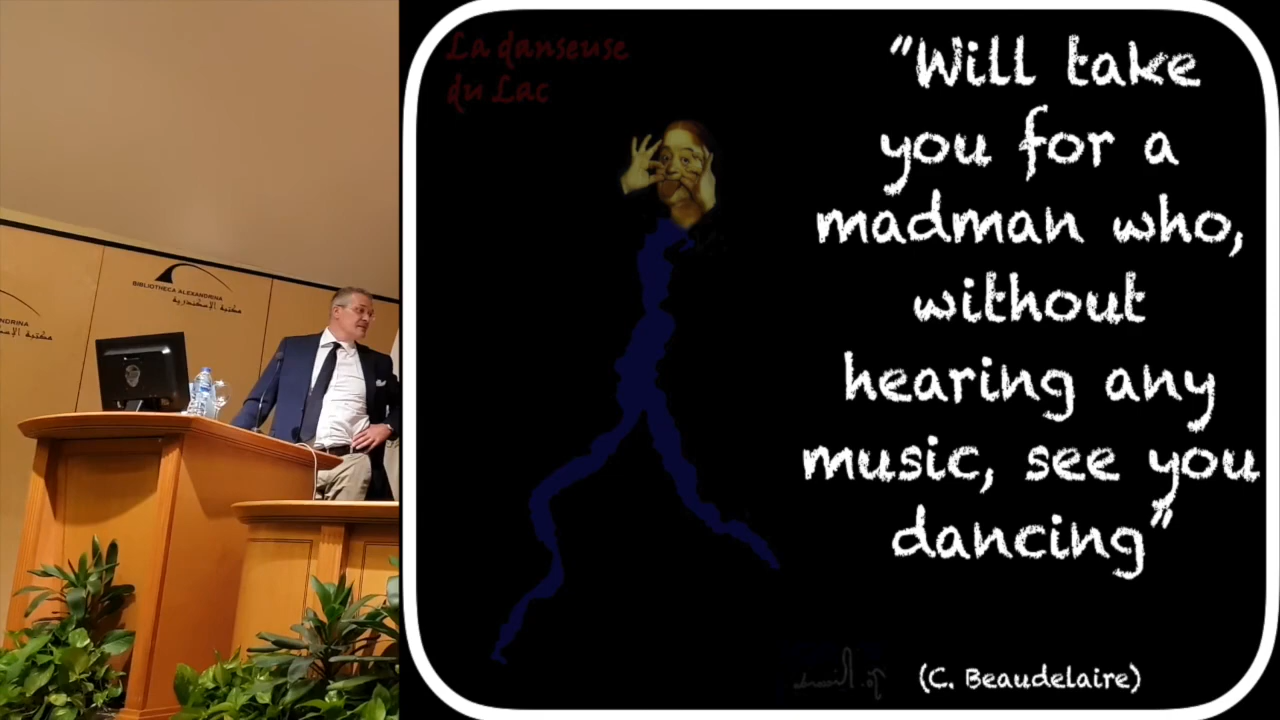 La danseuse
du Lac
"Will take
you for a
madman who,
without
hearing any
music, see you
dancing"
(C. Beaudelaire)
BIBLIOTHECA ALEXANDRINA
مكتبة الإسكندرية
NDRINA